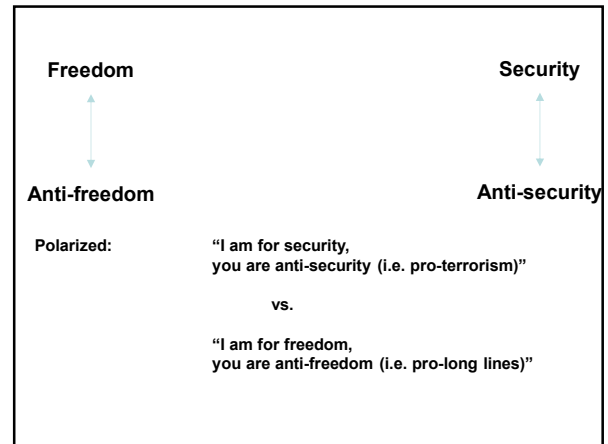 Freedom Security
Anti-freedom Anti-security
Polarized: “I am for security,
you are anti-security (i.e. pro-terrorism)”
vs.
“I am for freedom,
you are anti-freedom (i.e. pro-long lines)”